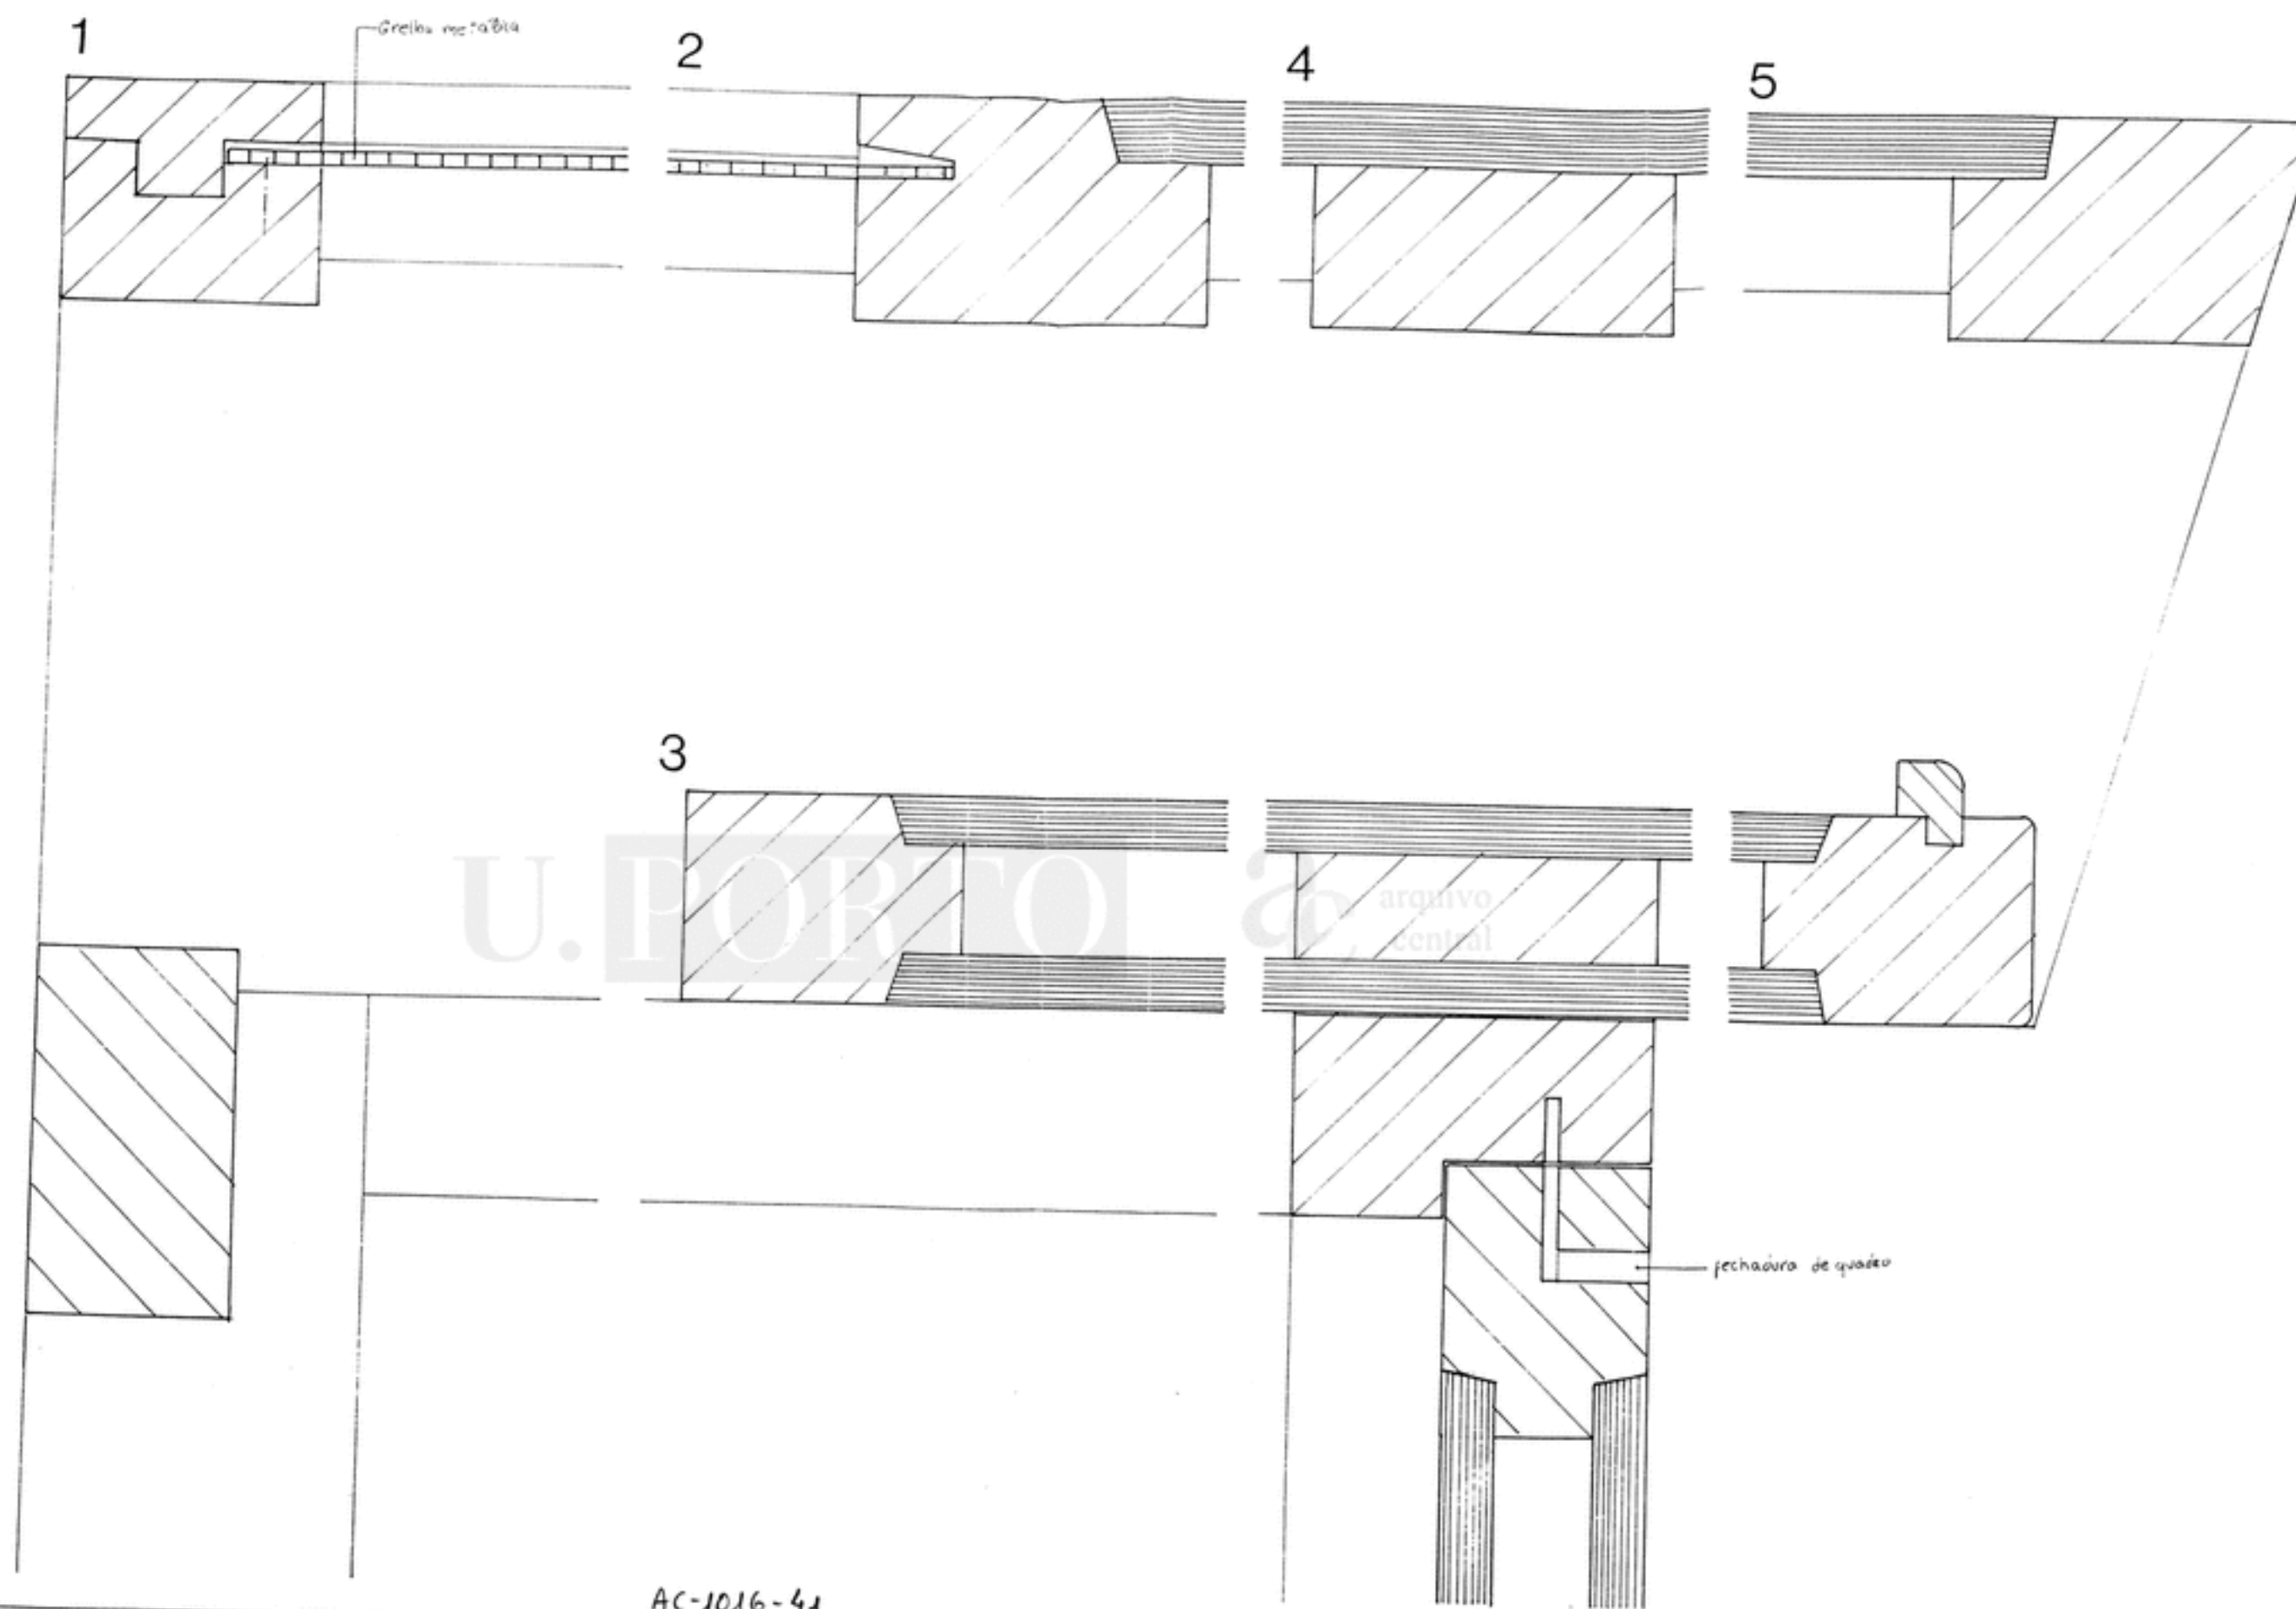 1
Grelha metálica
2
4
5
3
U. PORTO
a
arquivo
central
fechadura de quadro
AC-1016-41